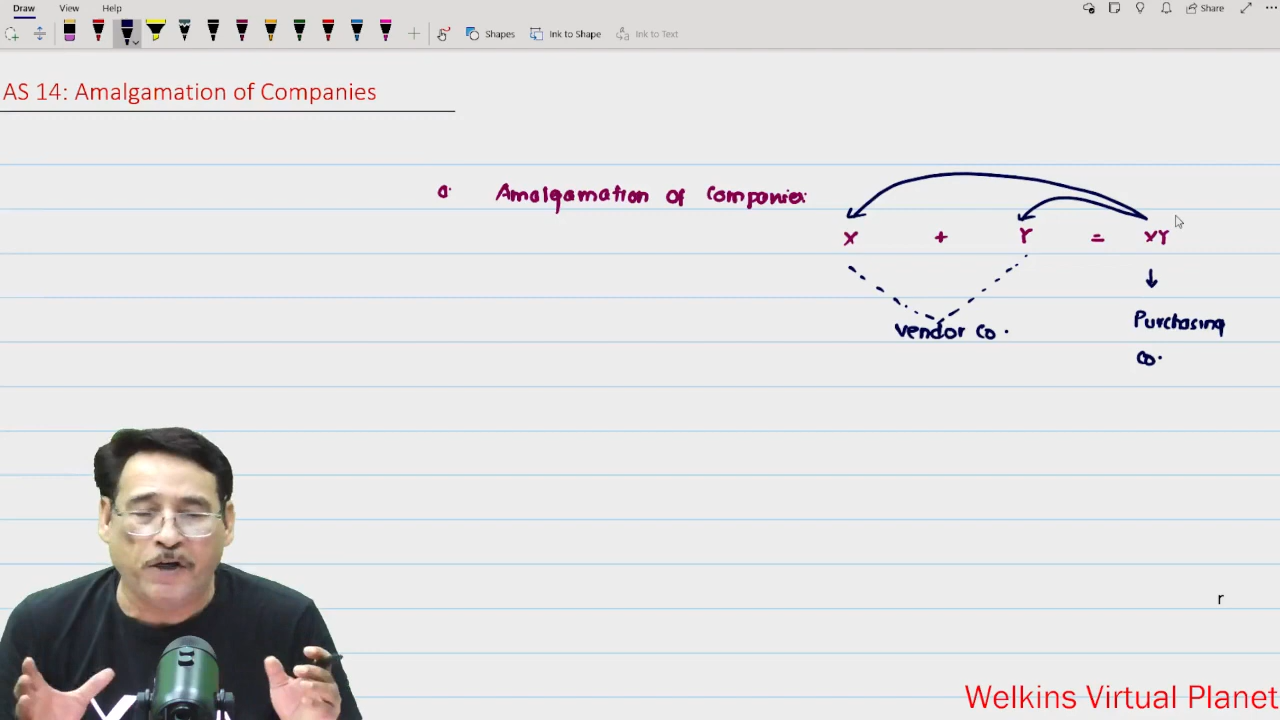 Draw View Help
Share
Shapes Ink to Shape Ink to Text
AS 14: Amalgamation of Companies
a. Amalgamation of Companies:
X + Y = XY
Vendor Co.
Purchasing
Co.
r
Welkins Virtual Planet